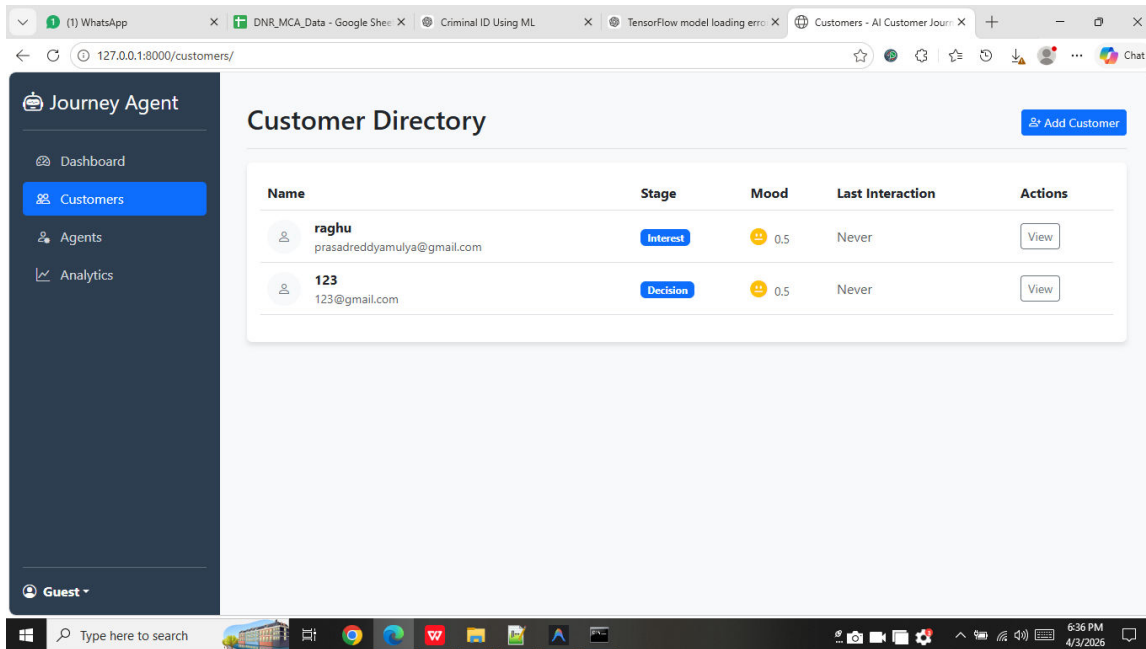 (1) WhatsApp
DNR_MCA_Data - Google Shee
Criminal ID Using ML
TensorFlow model loading erro
Customers - AI Customer Journ
127.0.0.1:8000/customers/
Chat
Journey Agent
Dashboard
Customers
Agents
Analytics
Guest
Customer Directory
Add Customer
Name Stage Mood Last Interaction Actions
raghu
prasadreddyamulya@gmail.com
Interest 0.5 Never View
123
123@gmail.com
Decision 0.5 Never View
Type here to search
6:36 PM
4/3/2026